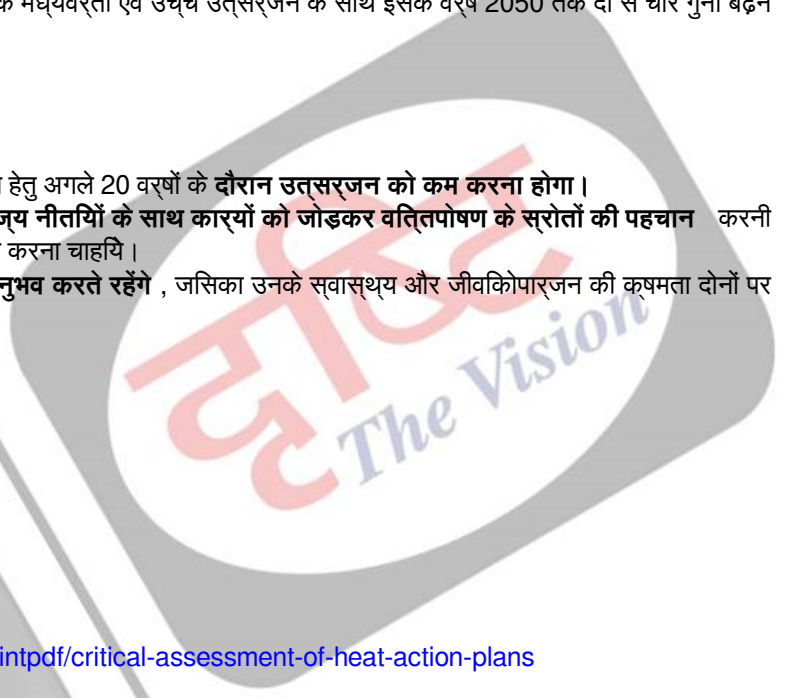 के मध्यवर्ती एवं उच्च उत्सर्जन के साथ इसके वर्ष 2050 तक दो से चार गुना बढ़ने
हेतु अगले 20 वर्षों के दौरान उत्सर्जन को कम करना होगा।
ज्य नीतियों के साथ कार्यों को जोड़कर वित्तपोषण के स्रोतों की पहचान करनी
करना चाहिये।
नुभव करते रहेंगे , जिसका उनके स्वास्थ्य और जीविकोपार्जन की क्षमता दोनों पर
दृष्टि
The Vision
intpdf/critical-assessment-of-heat-action-plans